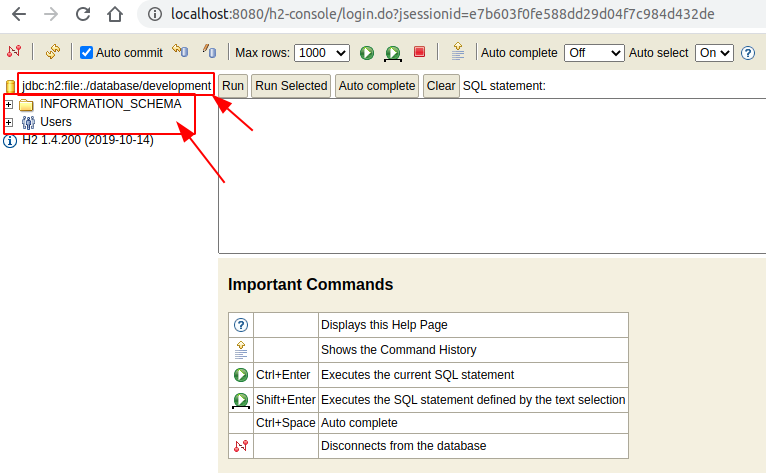 localhost:8080/h2-console/login.do?jsessionid=e7b603f0fe588dd29d04f7c984d432de
Auto commit Max rows: 1000 Auto complete Off Auto select On
jdbc:h2:file:./database/development
INFORMATION_SCHEMA
Users
H2 1.4.200 (2019-10-14)
Run Run Selected Auto complete Clear SQL statement:
Important Commands
Displays this Help Page
Shows the Command History
Ctrl+Enter Executes the current SQL statement
Shift+Enter Executes the SQL statement defined by the text selection
Ctrl+Space Auto complete
Disconnects from the database